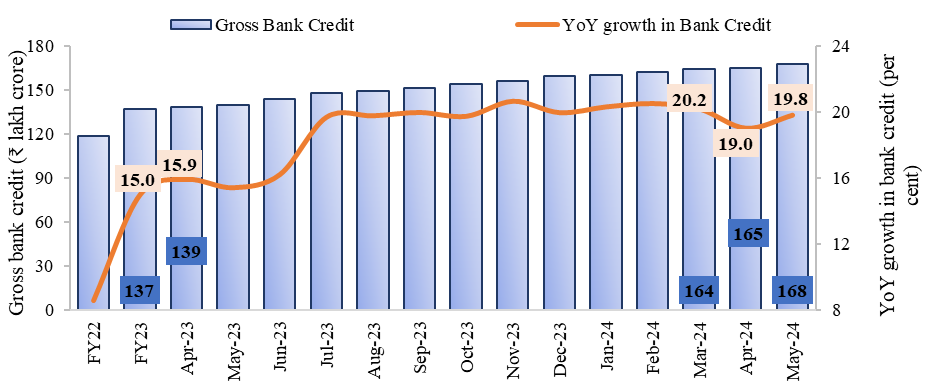 Gross Bank Credit
YoY growth in Bank Credit
Gross bank credit (₹ lakh crore)
180
150
120
90
60
30
0
24
20
16
12
8
YoY growth in bank credit (per
cent)
15.0
15.9
20.2
19.0
19.8
137
139
164
165
168
FY22
FY23
Apr-23
May-23
Jun-23
Jul-23
Aug-23
Sep-23
Oct-23
Nov-23
Dec-23
Jan-24
Feb-24
Mar-24
Apr-24
May-24